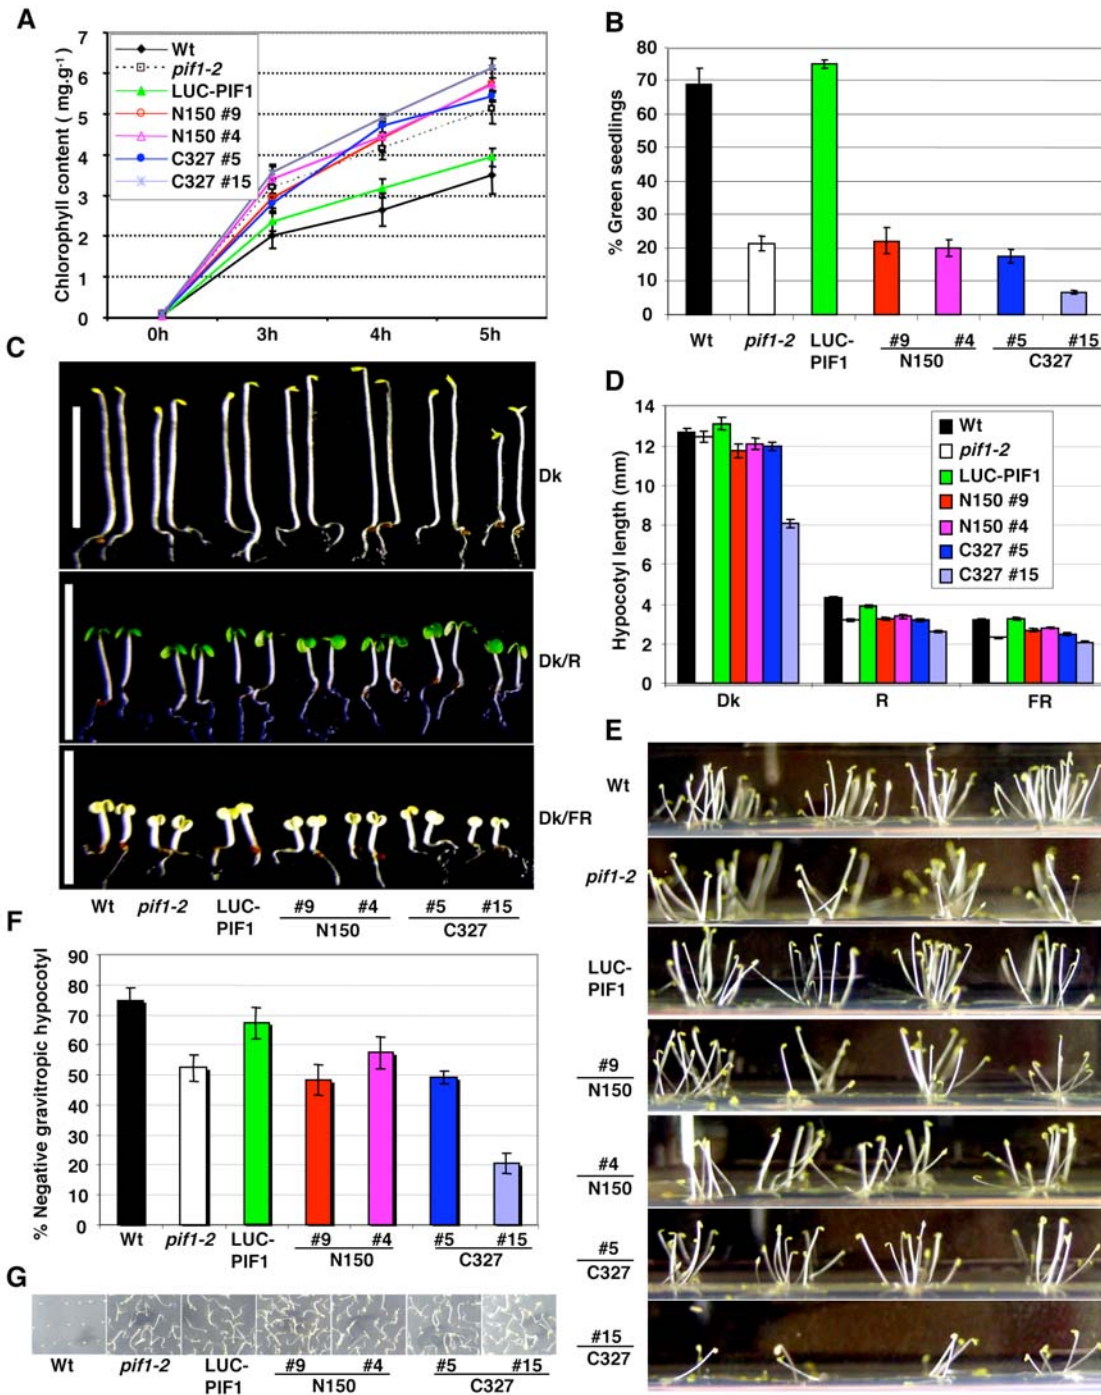 A
Chlorophyll content ( mg.g-1)
7
6
5
4
3
2
1
0
Wt
pif1-2
LUC-PIF1
N150 #9
N150 #4
C327 #5
C327 #15
0h 3h 4h 5h
B
% Green seedlings
80
70
60
50
40
30
20
10
0
Wt pif1-2 LUC-PIF1 #9 #4 #5 #15
N150 C327
C
Dk
Dk/R
Dk/FR
Wt pif1-2 LUC-PIF1 #9 #4 #5 #15
N150 C327
D
Hypocotyl length (mm)
14
12
10
8
6
4
2
0
Wt
pif1-2
LUC-PIF1
N150 #9
N150 #4
C327 #5
C327 #15
Dk R FR
E
Wt
pif1-2
LUC-
PIF1
#9
N150
#4
N150
#5
C327
#15
C327
F
% Negative gravitropic hypocotyl
90
80
70
60
50
40
30
20
10
0
Wt pif1-2 LUC-PIF1 #9 #4 #5 #15
N150 C327
G
Wt pif1-2 LUC-PIF1 #9 #4 #5 #15
N150 C327